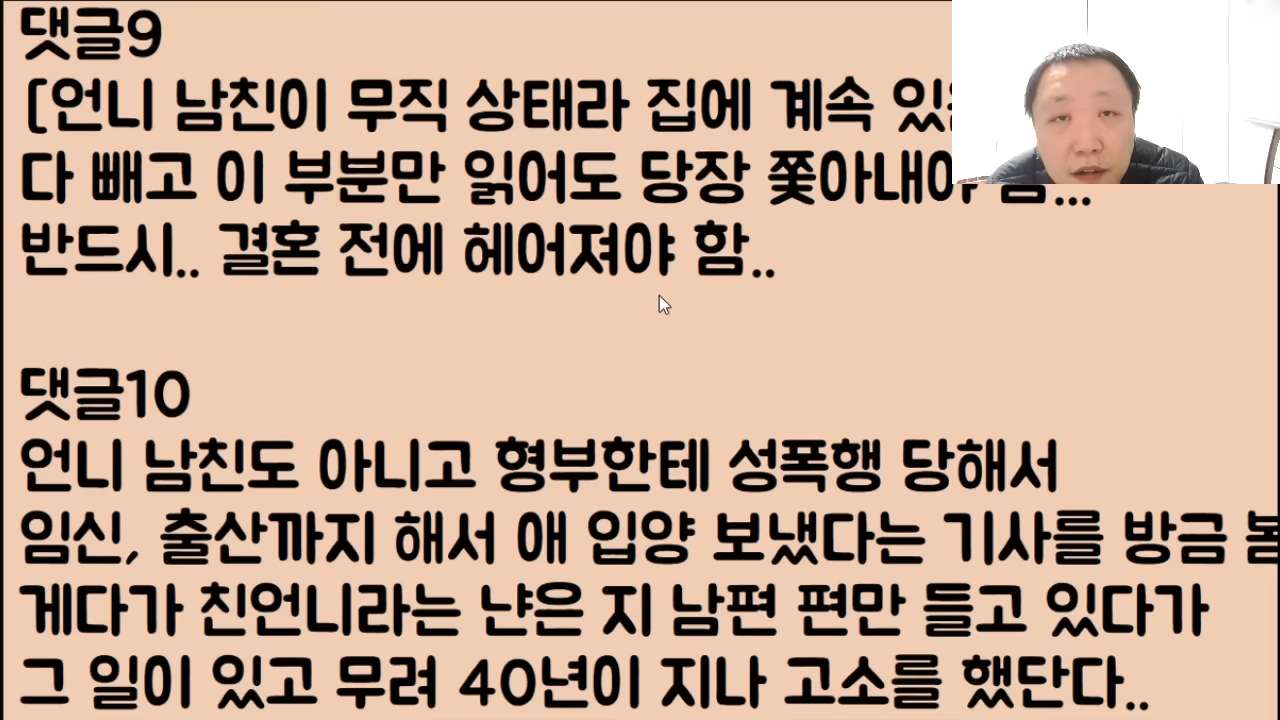 댓글9
[언니 남친이 무직 상태라 집에 계속
다 빼고 이 부분만 읽어도 당장 쫓아내야 함...
반드시.. 결혼 전에 헤어져야 함..
댓글10
언니 남친도 아니고 형부한테 성폭행 당해서
임신, 출산까지 해서 애 입양 보냈다는 기사를 방금 봄
게다가 친언니라는 냔은 지 남편 편만 들고 있다가
그 일이 있고 무려 40년이 지나 고소를 했단다..